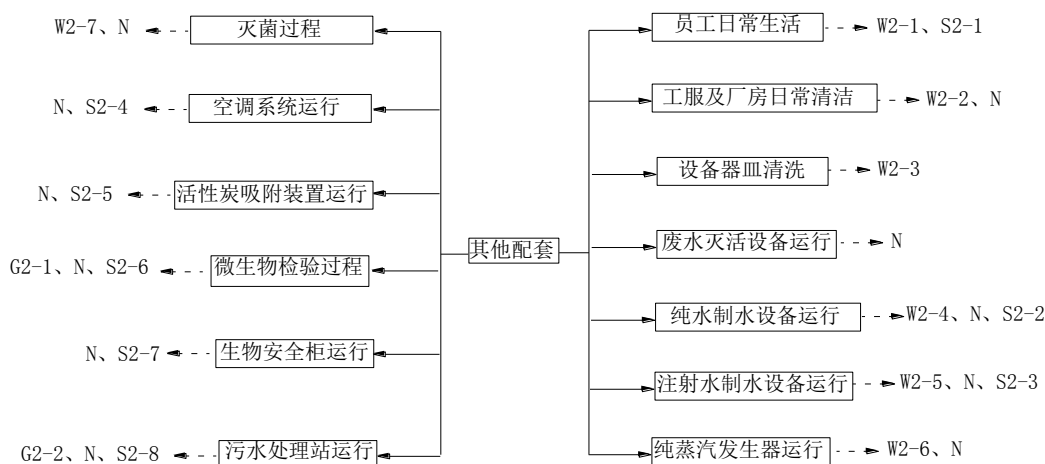 W2-7、N
灭菌过程
N、S2-4
空调系统运行
N、S2-5
活性炭吸附装置运行
G2-1、N、S2-6
微生物检验过程
N、S2-7
生物安全柜运行
G2-2、N、S2-8
污水处理站运行
其他配套
员工日常生活
W2-1、S2-1
工服及厂房日常清洁
W2-2、N
设备器皿清洗
W2-3
废水灭活设备运行
N
纯水制水设备运行
W2-4、N、S2-2
注射水制水设备运行
W2-5、N、S2-3
纯蒸汽发生器运行
W2-6、N